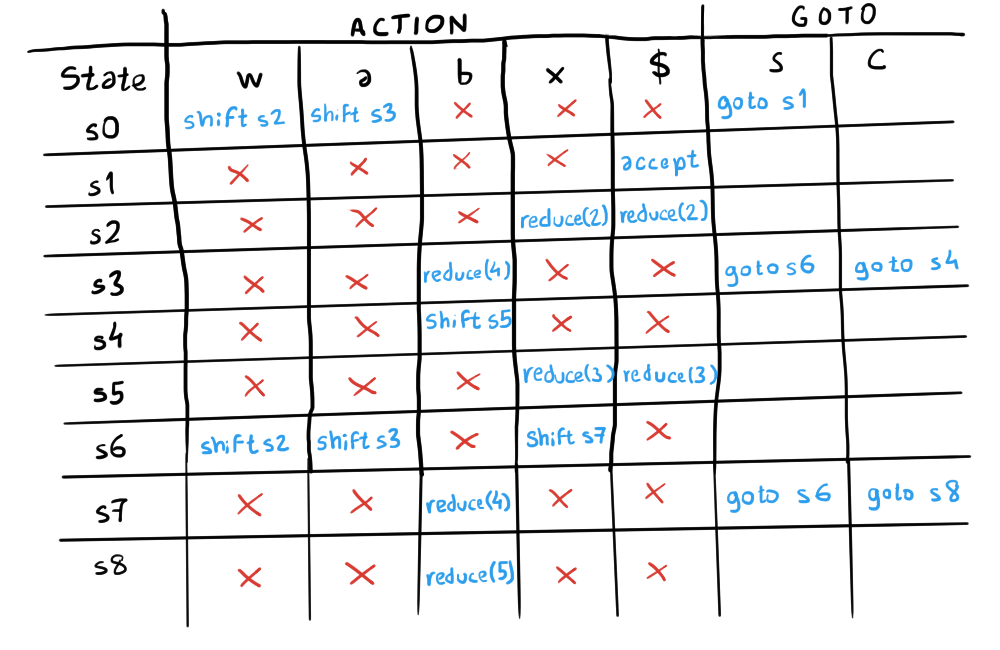 ACTION GOTO
State w a b x $ S C
s0 shift s2 shift s3 × × × goto s1
s1 × × × × accept
s2 × × × reduce(2) reduce(2)
s3 × × reduce(4) × × goto s6 goto s4
s4 × × shift s5 × ×
s5 × × × reduce(3) reduce(3)
s6 shift s2 shift s3 × shift s7 ×
s7 × × reduce(4) × × goto s6 goto s8
s8 × × reduce(5) × ×